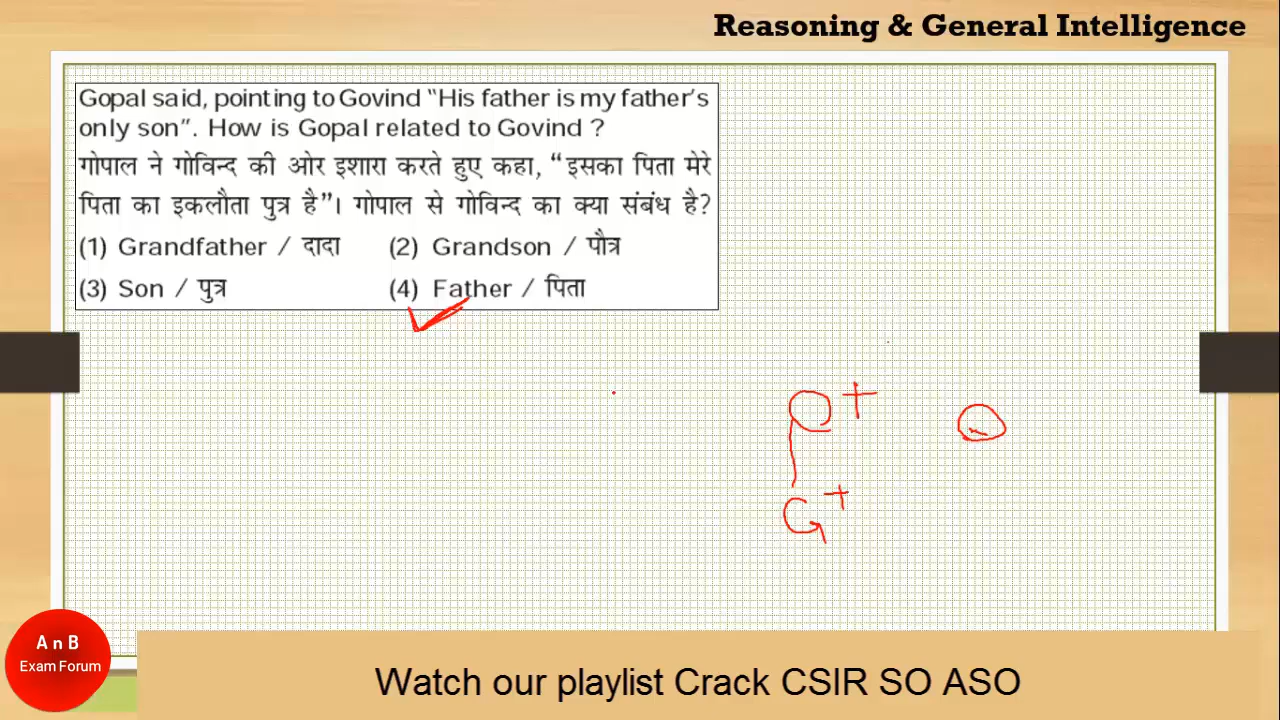 Reasoning & General Intelligence
Gopal said, pointing to Govind “His father is my father’s
only son”. How is Gopal related to Govind ?
गोपाल ने गोविन्द की ओर इशारा करते हुए कहा, “इसका पिता मेरे
पिता का इकलौता पुत्र है”। गोपाल से गोविन्द का क्या संबंध है?
(1) Grandfather / दादा (2) Grandson / पौत्र
(3) Son / पुत्र (4) Father / पिता
+
G +
A n B
Exam Forum
Watch our playlist Crack CSIR SO ASO